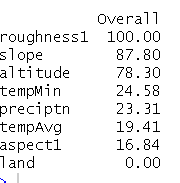 Overall
roughness1 100.00
slope 87.80
altitude 78.30
tempMin 24.58
preciptn 23.31
tempAvg 19.41
aspect1 16.84
land 0.00
>